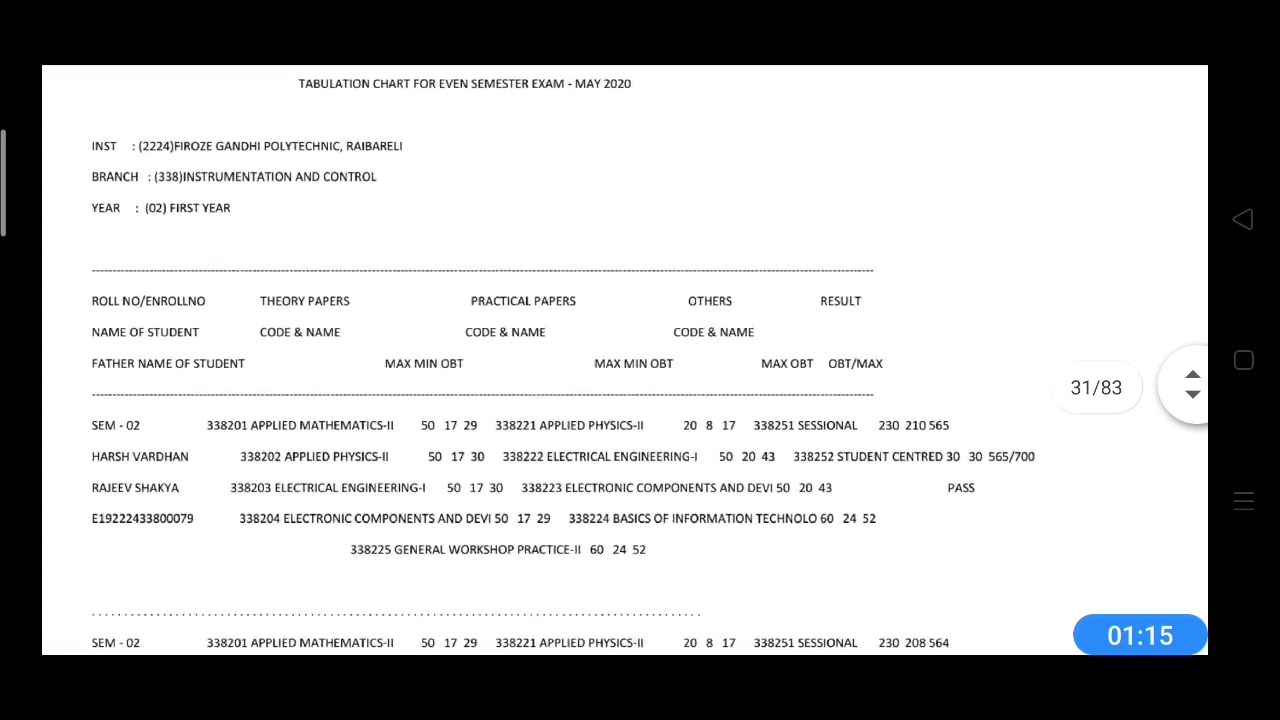 TABULATION CHART FOR EVEN SEMESTER EXAM - MAY 2020
INST : (2224)FIROZE GANDHI POLYTECHNIC, RAIBARELI
BRANCH : (338)INSTRUMENTATION AND CONTROL
YEAR : (02) FIRST YEAR
ROLL NO/ENROLLNO THEORY PAPERS PRACTICAL PAPERS OTHERS RESULT
NAME OF STUDENT CODE & NAME CODE & NAME CODE & NAME
FATHER NAME OF STUDENT MAX MIN OBT MAX MIN OBT MAX OBT OBT/MAX
31/83
SEM - 02 338201 APPLIED MATHEMATICS-II 50 17 29 338221 APPLIED PHYSICS-II 20 8 17 338251 SESSIONAL 230 210 565
HARSH VARDHAN 338202 APPLIED PHYSICS-II 50 17 30 338222 ELECTRICAL ENGINEERING-I 50 20 43 338252 STUDENT CENTRED 30 30 565/700
RAJEEV SHAKYA 338203 ELECTRICAL ENGINEERING-I 50 17 30 338223 ELECTRONIC COMPONENTS AND DEVI 50 20 43 PASS
E19222433800079 338204 ELECTRONIC COMPONENTS AND DEVI 50 17 29 338224 BASICS OF INFORMATION TECHNOLO 60 24 52
338225 GENERAL WORKSHOP PRACTICE-II 60 24 52
SEM - 02 338201 APPLIED MATHEMATICS-II 50 17 29 338221 APPLIED PHYSICS-II 20 8 17 338251 SESSIONAL 230 208 564
01:15